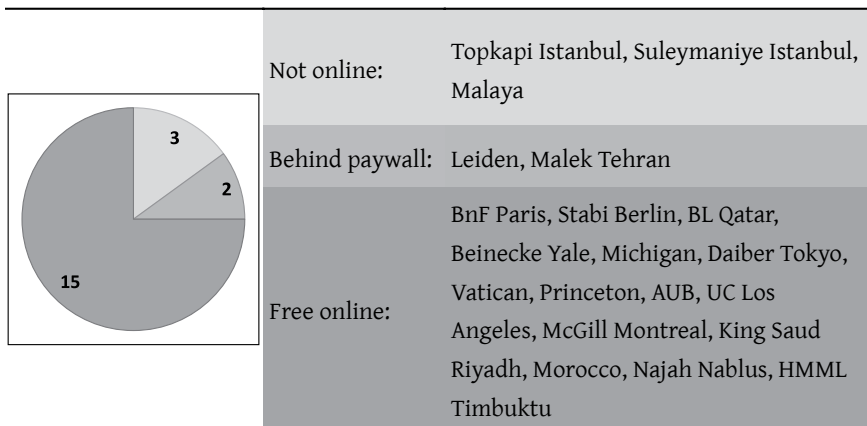 3
2
15
Not online:
Topkapi Istanbul, Suleymaniye Istanbul,
Malaya
Behind paywall:
Leiden, Malek Tehran
Free online:
BnF Paris, Stabi Berlin, BL Qatar,
Beinecke Yale, Michigan, Daiber Tokyo,
Vatican, Princeton, AUB, UC Los
Angeles, McGill Montreal, King Saud
Riyadh, Morocco, Najah Nablus, HMML
Timbuktu